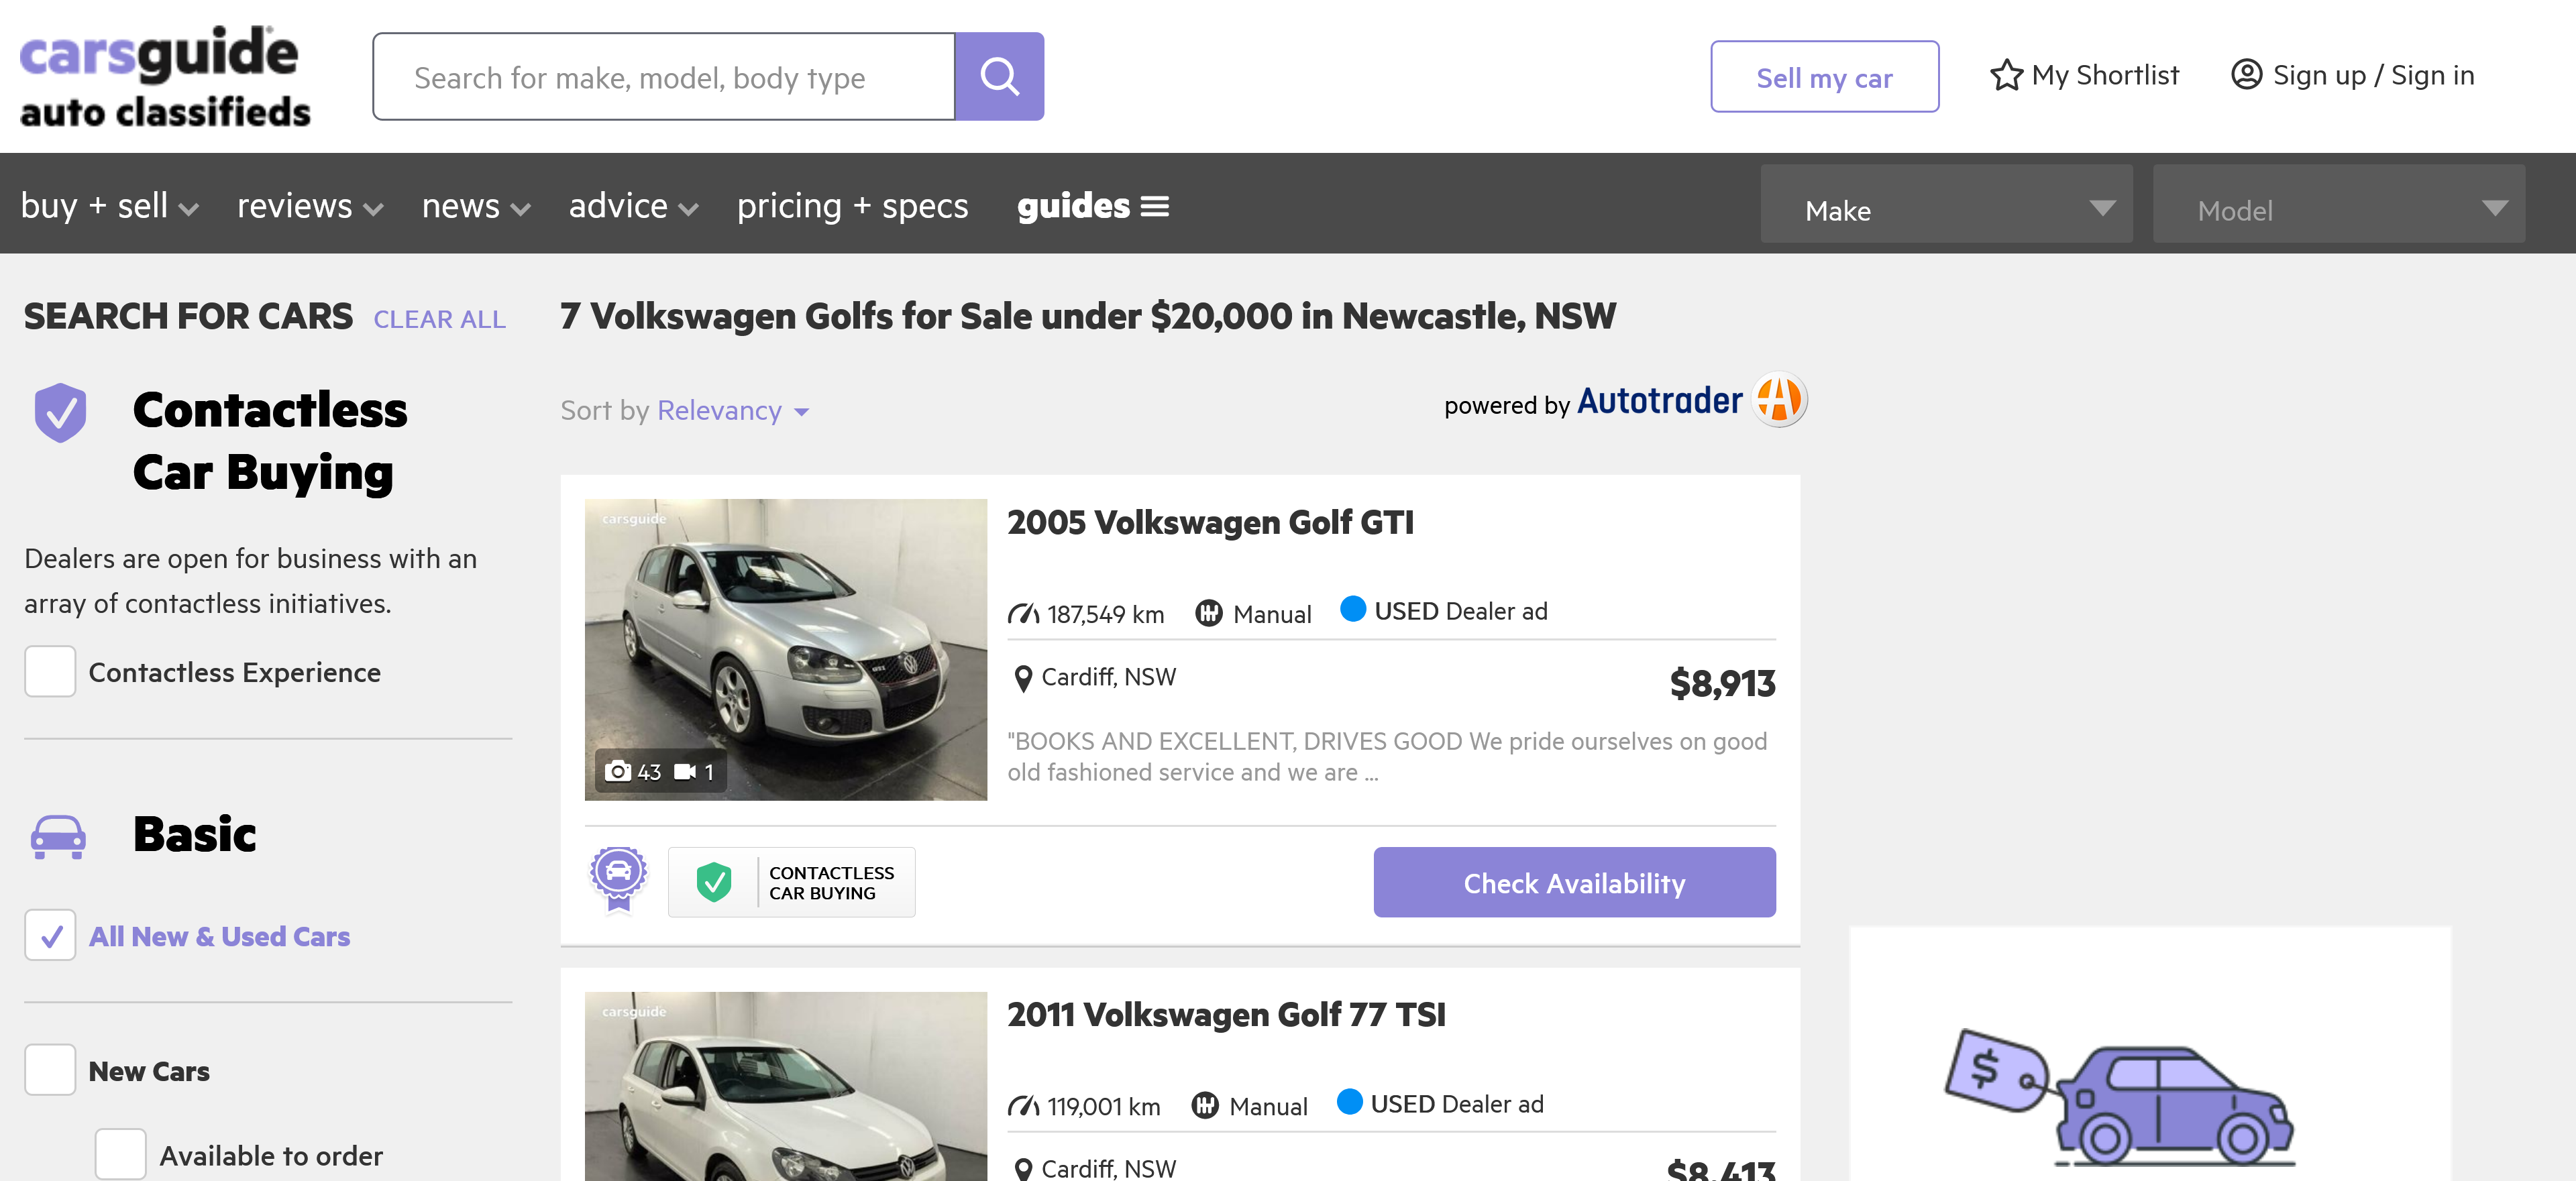 carsguide
auto classifieds
Search for make, model, body type
Sell my car
My Shortlist
Sign up / Sign in
buy + sell
reviews
news
advice
pricing + specs
guides
Make
Model
SEARCH FOR CARS
CLEAR ALL
Contactless
Car Buying
Dealers are open for business with an
array of contactless initiatives.
Contactless Experience
Basic
All New & Used Cars
New Cars
Available to order
7 Volkswagen Golfs for Sale under $20,000 in Newcastle, NSW
Sort by Relevancy
powered by Autotrader
carsguide
GTI
43
1
2005 Volkswagen Golf GTI
187,549 km
Manual
USED Dealer ad
Cardiff, NSW
$8,913
"BOOKS AND EXCELLENT, DRIVES GOOD We pride ourselves on good
old fashioned service and we are ...
CONTACTLESS
CAR BUYING
Check Availability
carsguide
2011 Volkswagen Golf 77 TSI
119,001 km
Manual
USED Dealer ad
Cardiff, NSW
$8,413
$